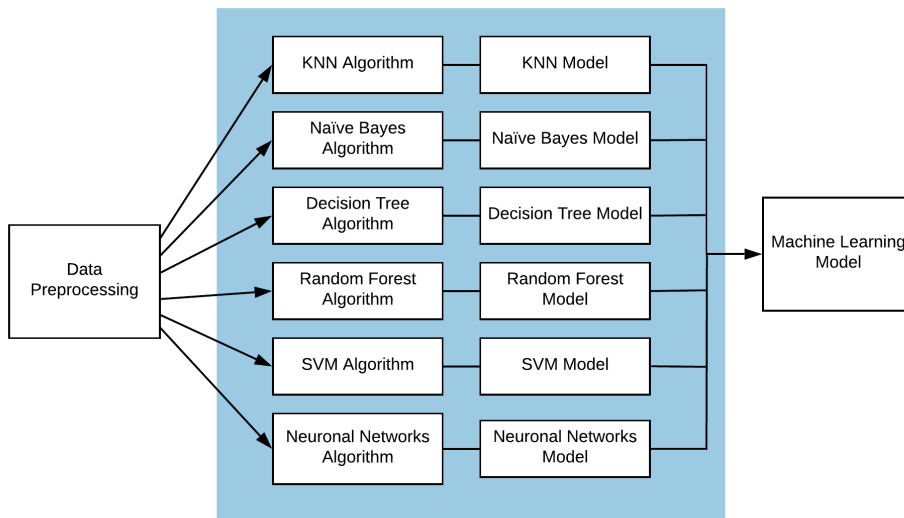 KNN Algorithm
KNN Model
Naïve Bayes
Algorithm
Naïve Bayes Model
Decision Tree
Algorithm
Decision Tree Model
Data
Preprocessing
Machine Learning
Model
Random Forest
Algorithm
Random Forest
Model
SVM Algorithm
SVM Model
Neuronal Networks
Algorithm
Neuronal Networks
Model